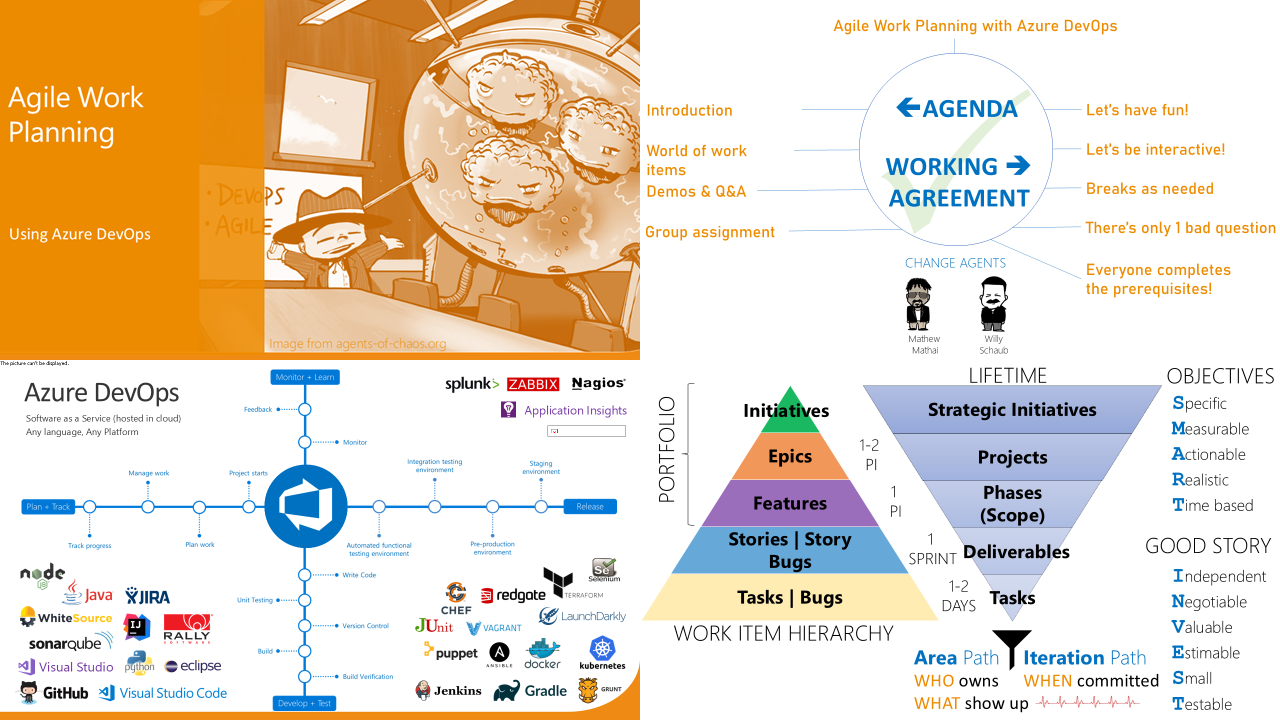 Agile Work
Planning
Using Azure DevOps
• DEVOPS
• AGILE
Image from agents-of-chaos.org
Agile Work Planning with Azure DevOps
AGENDA
WORKING
AGREEMENT
Introduction
World of work
items
Demos & Q&A
Group assignment
Let's have fun!
Let's be interactive!
Breaks as needed
There's only 1 bad question
Everyone completes
the prerequisites!
CHANGE AGENTS
Mathew
Mathai
Willy
Schaub
The picture can't be displayed.
Azure DevOps
Software as a Service (hosted in cloud)
Any language, Any Platform
Monitor + Learn
Feedback
Monitor
splunk>
ZABBIX
Nagios®
Application Insights
Manage work
Project starts
Integration testing
environment
Staging
environment
Plan + Track
Release
Track progress
Plan work
Automated functional
testing environment
Pre-production
environment
Write Code
Unit Testing
Version Control
Build
Build Verification
Develop + Test
node
JS
Java
JIRA
WhiteSource
IJ
RALLY
SOFTWARE
sonarqube
Visual Studio
python
eclipse
GitHub
Visual Studio Code
CHEF
redgate
TERRAFORM
Se
Selenium
LaunchDarkly
JUnit
VAGRANT
puppet
ANSIBLE
docker
kubernetes
Jenkins
Gradle
GRUNT
PORTFOLIO
Initiatives
Epics
Features
Stories | Story
Bugs
Tasks | Bugs
WORK ITEM HIERARCHY
1-2
PI
1
PI
1
SPRINT
1-2
DAYS
LIFETIME
Strategic Initiatives
Projects
Phases
(Scope)
Deliverables
Tasks
Area Path
WHO owns
WHAT show up
Iteration Path
WHEN committed
OBJECTIVES
Specific
Measurable
Actionable
Realistic
Time based
GOOD STORY
Independent
Negotiable
Valuable
Estimable
Small
Testable